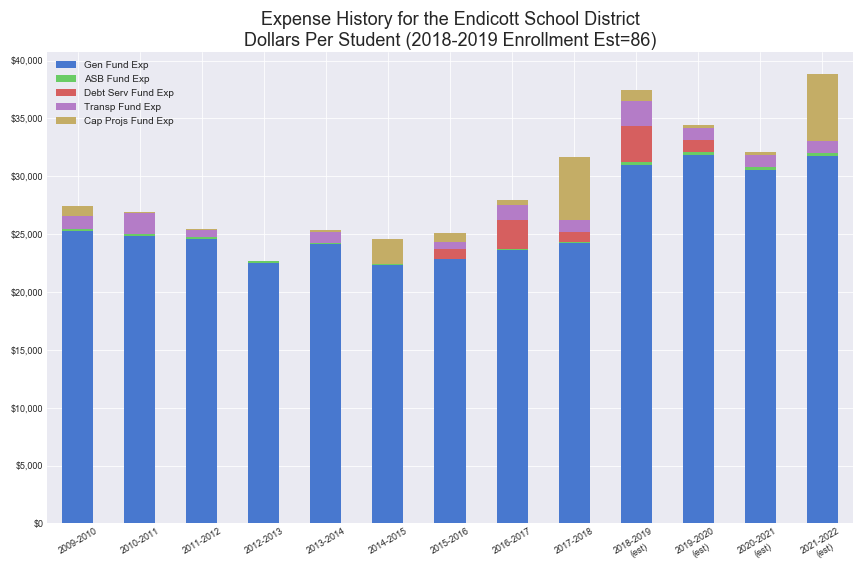 Expense History for the Endicott School District
Dollars Per Student (2018-2019 Enrollment Est=86)
Gen Fund Exp
ASB Fund Exp
Debt Serv Fund Exp
Transp Fund Exp
Cap Projs Fund Exp
$40,000
$35,000
$30,000
$25,000
$20,000
$15,000
$10,000
$5,000
$0
2009-2010
2010-2011
2011-2012
2012-2013
2013-2014
2014-2015
2015-2016
2016-2017
2017-2018
2018-2019
(est)
2019-2020
(est)
2020-2021
(est)
2021-2022
(est)